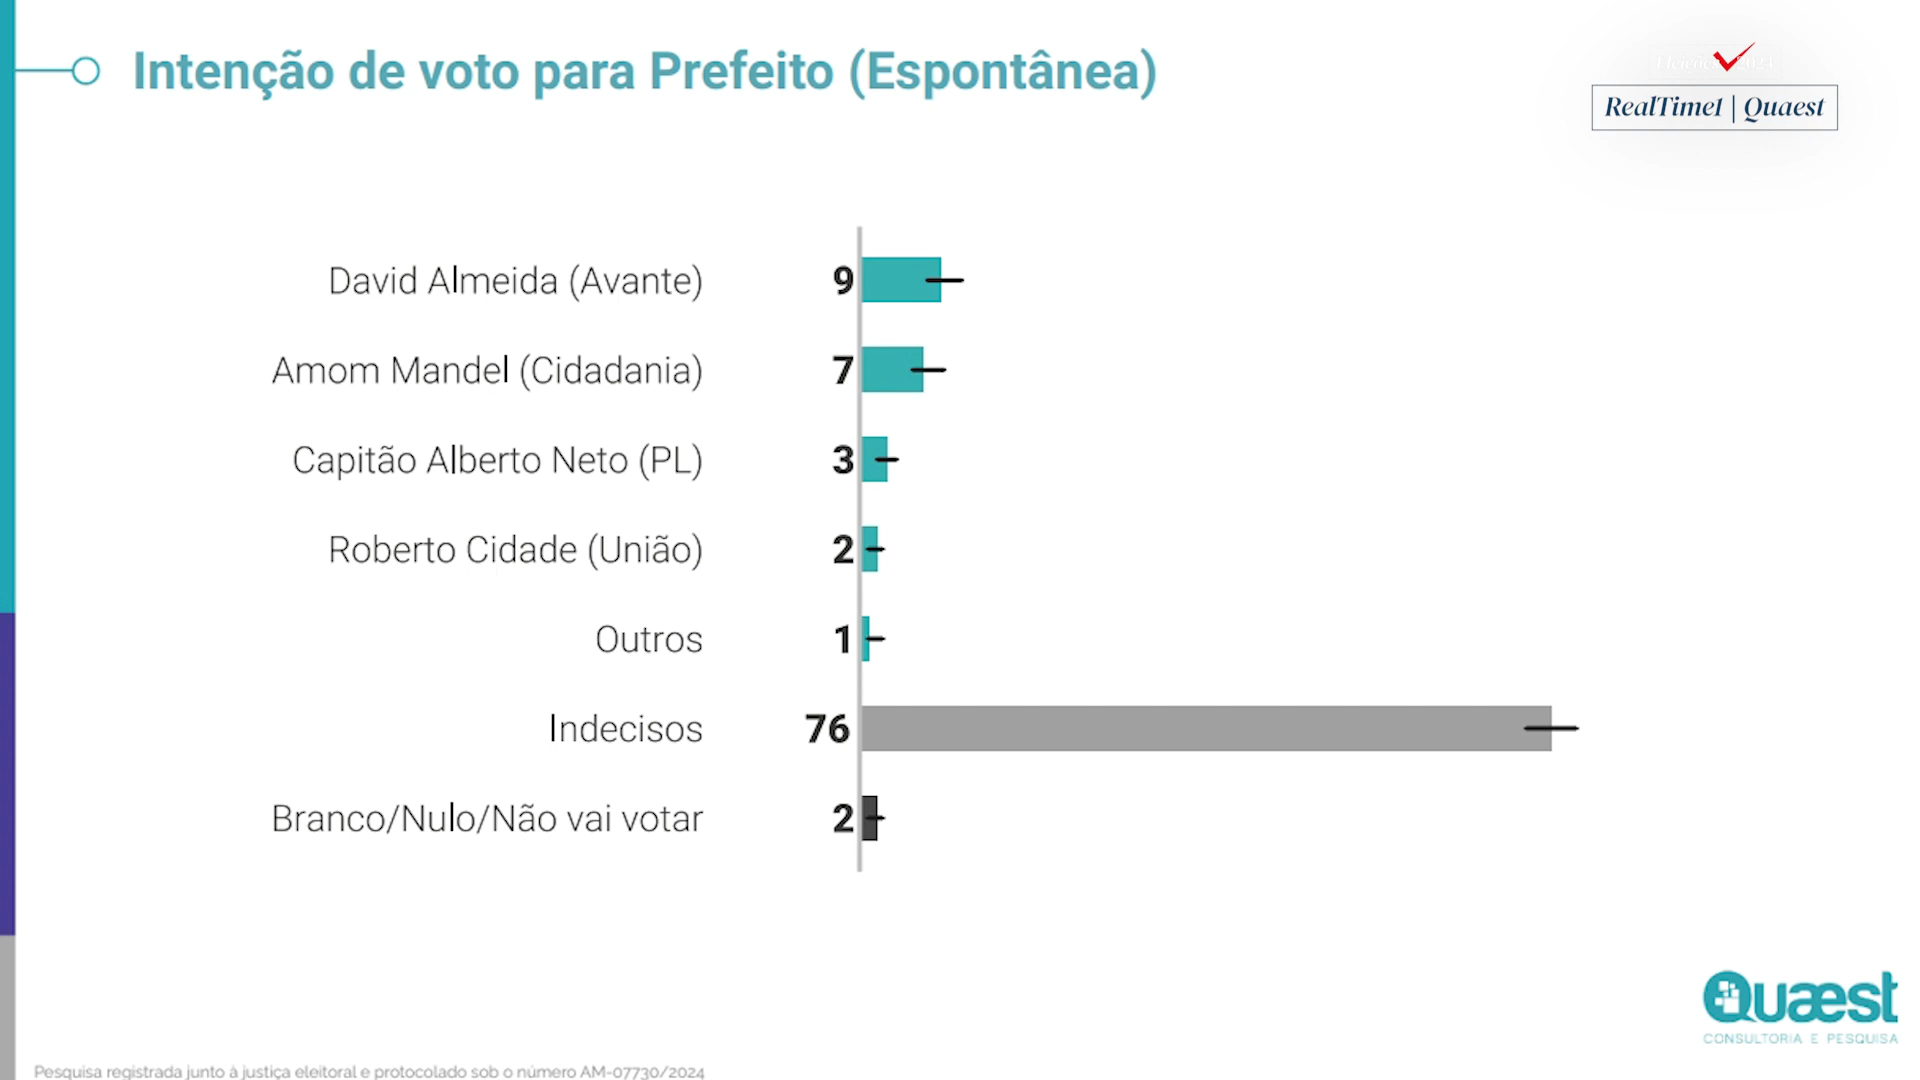 Intenção de voto para Prefeito (Espontânea)
RealTime1 | Quaest
David Almeida (Avante) 9
Amom Mandel (Cidadania) 7
Capitão Alberto Neto (PL) 3
Roberto Cidade (União) 2
Outros 1
Indecisos 76
Branco/Nulo/Não vai votar 2
Quaest
CONSULTORIA E PESQUISA
Pesquisa registrada junto à justiça eleitoral e protocolado sob o número AM-07730/2024